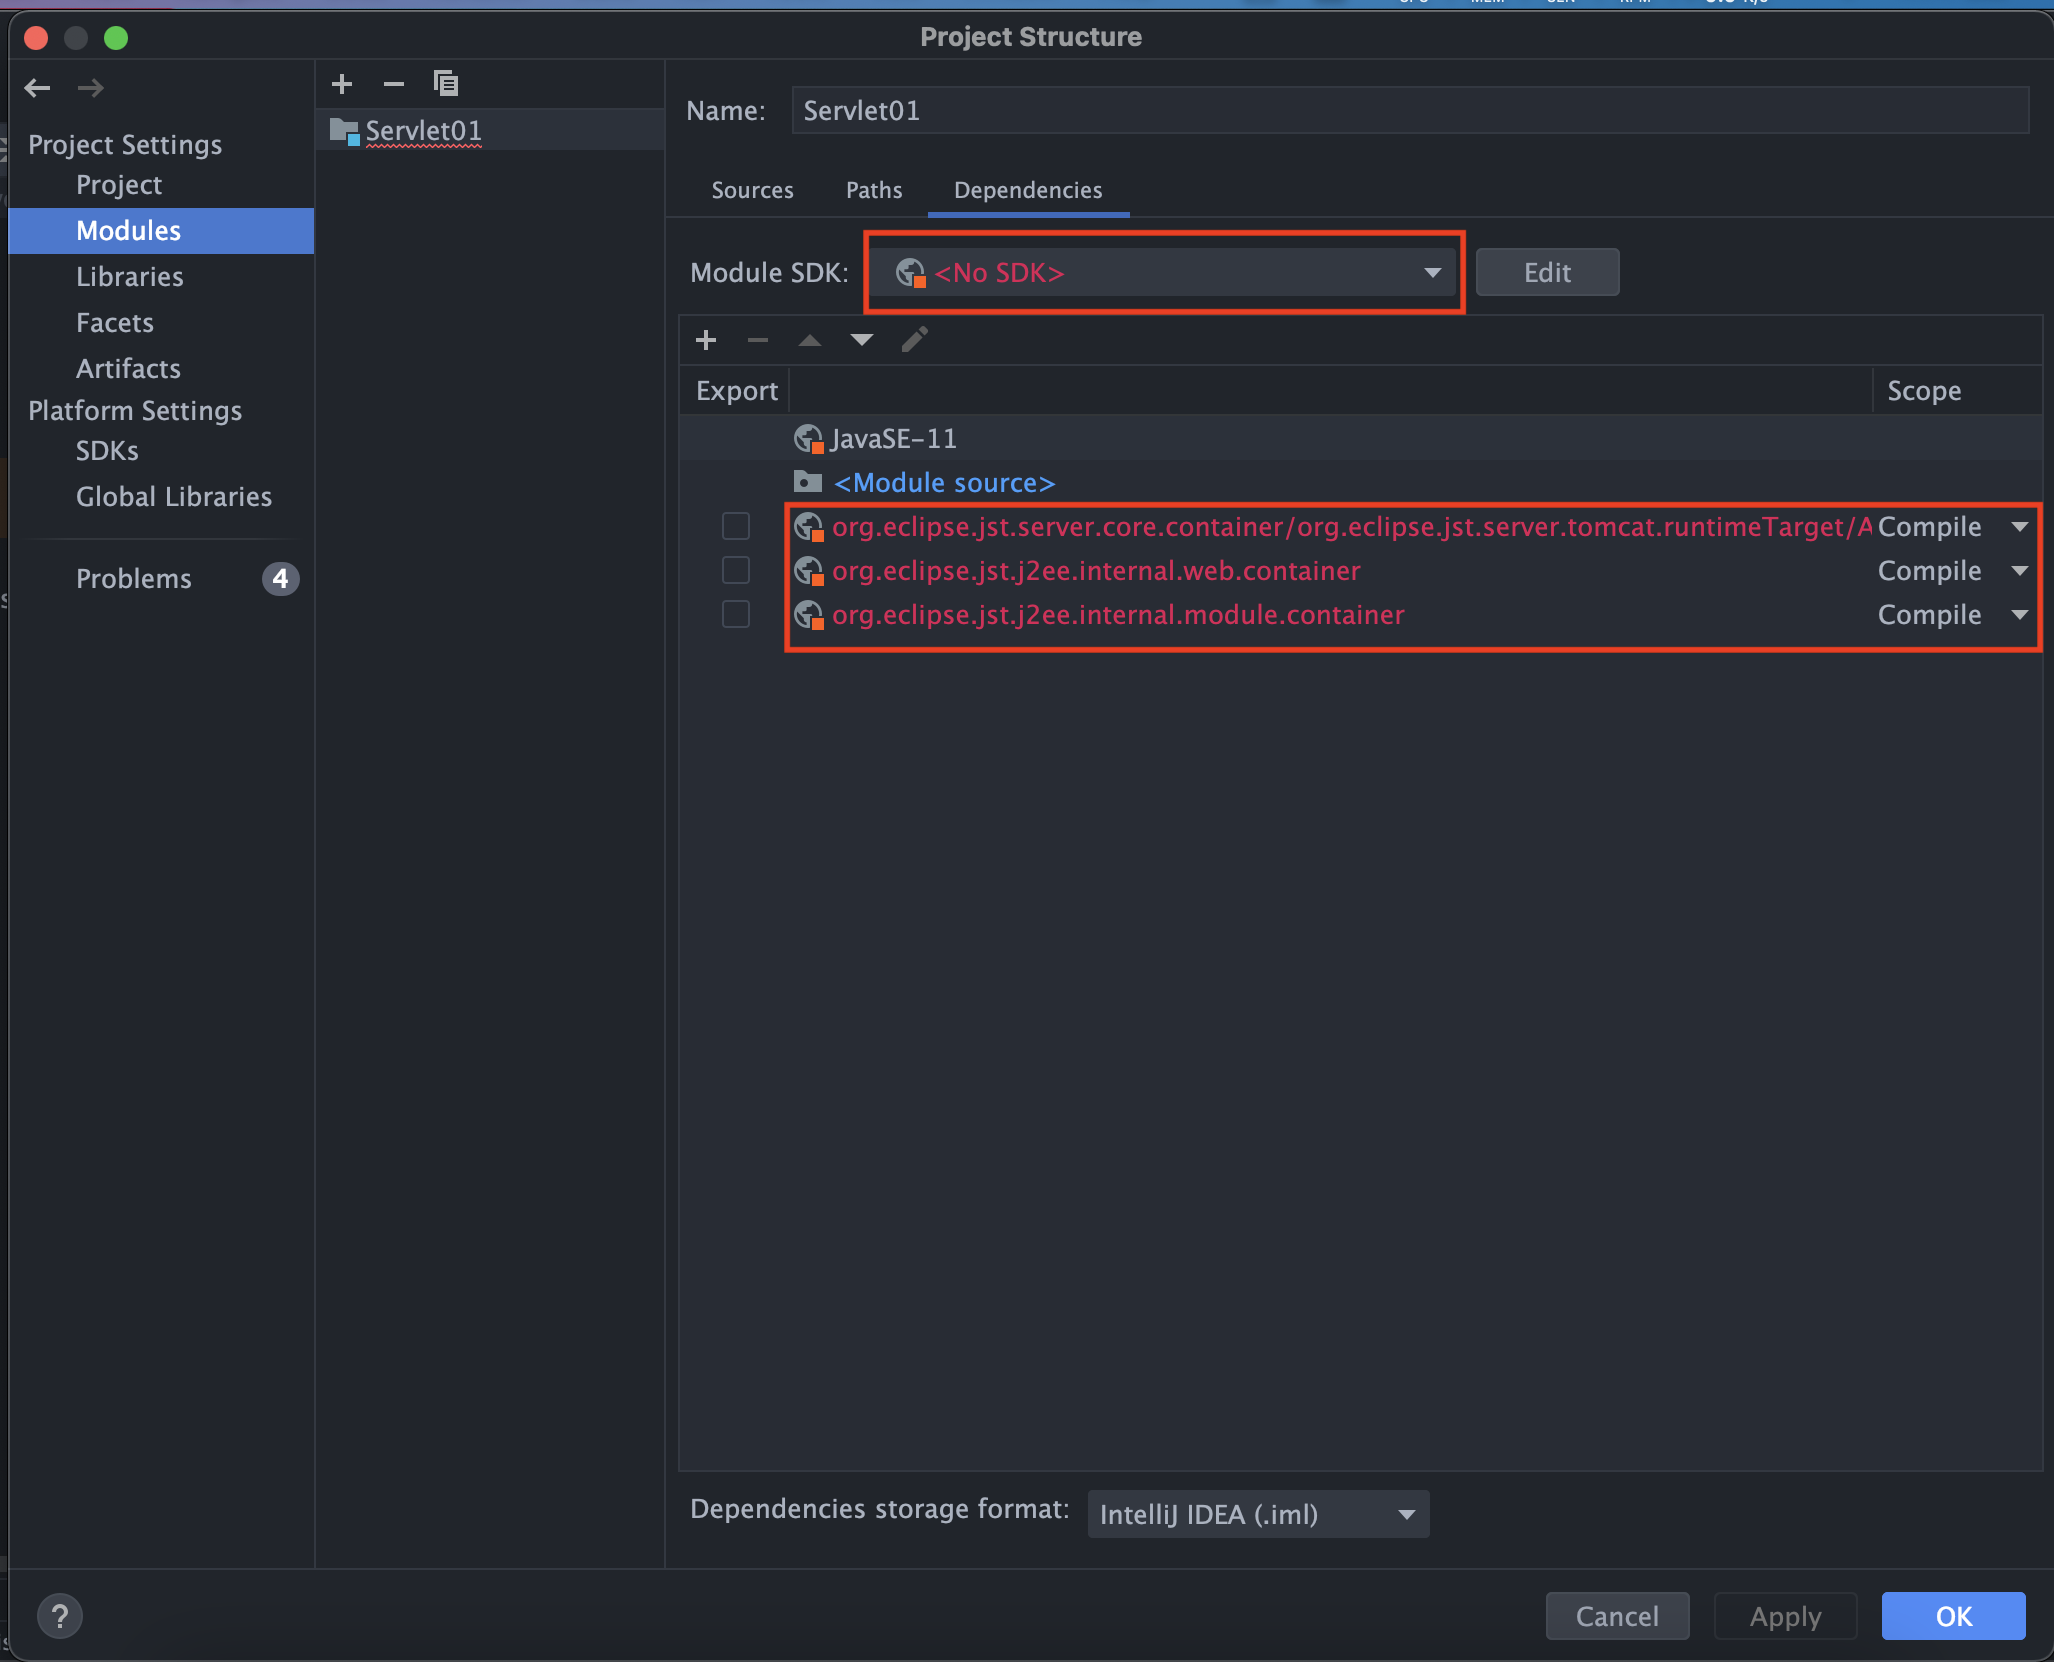 Project Structure
Project Settings
Project
Modules
Libraries
Facets
Artifacts
Platform Settings
SDKs
Global Libraries
Problems 4
Servlet01
Name: Servlet01
Sources Paths Dependencies
Module SDK: <No SDK> Edit
Export Scope
JavaSE-11
<Module source>
org.eclipse.jst.server.core.container/org.eclipse.jst.server.tomcat.runtimeTarget/A Compile
org.eclipse.jst.j2ee.internal.web.container Compile
org.eclipse.jst.j2ee.internal.module.container Compile
Dependencies storage format: IntelliJ IDEA (.iml)
? Cancel Apply OK